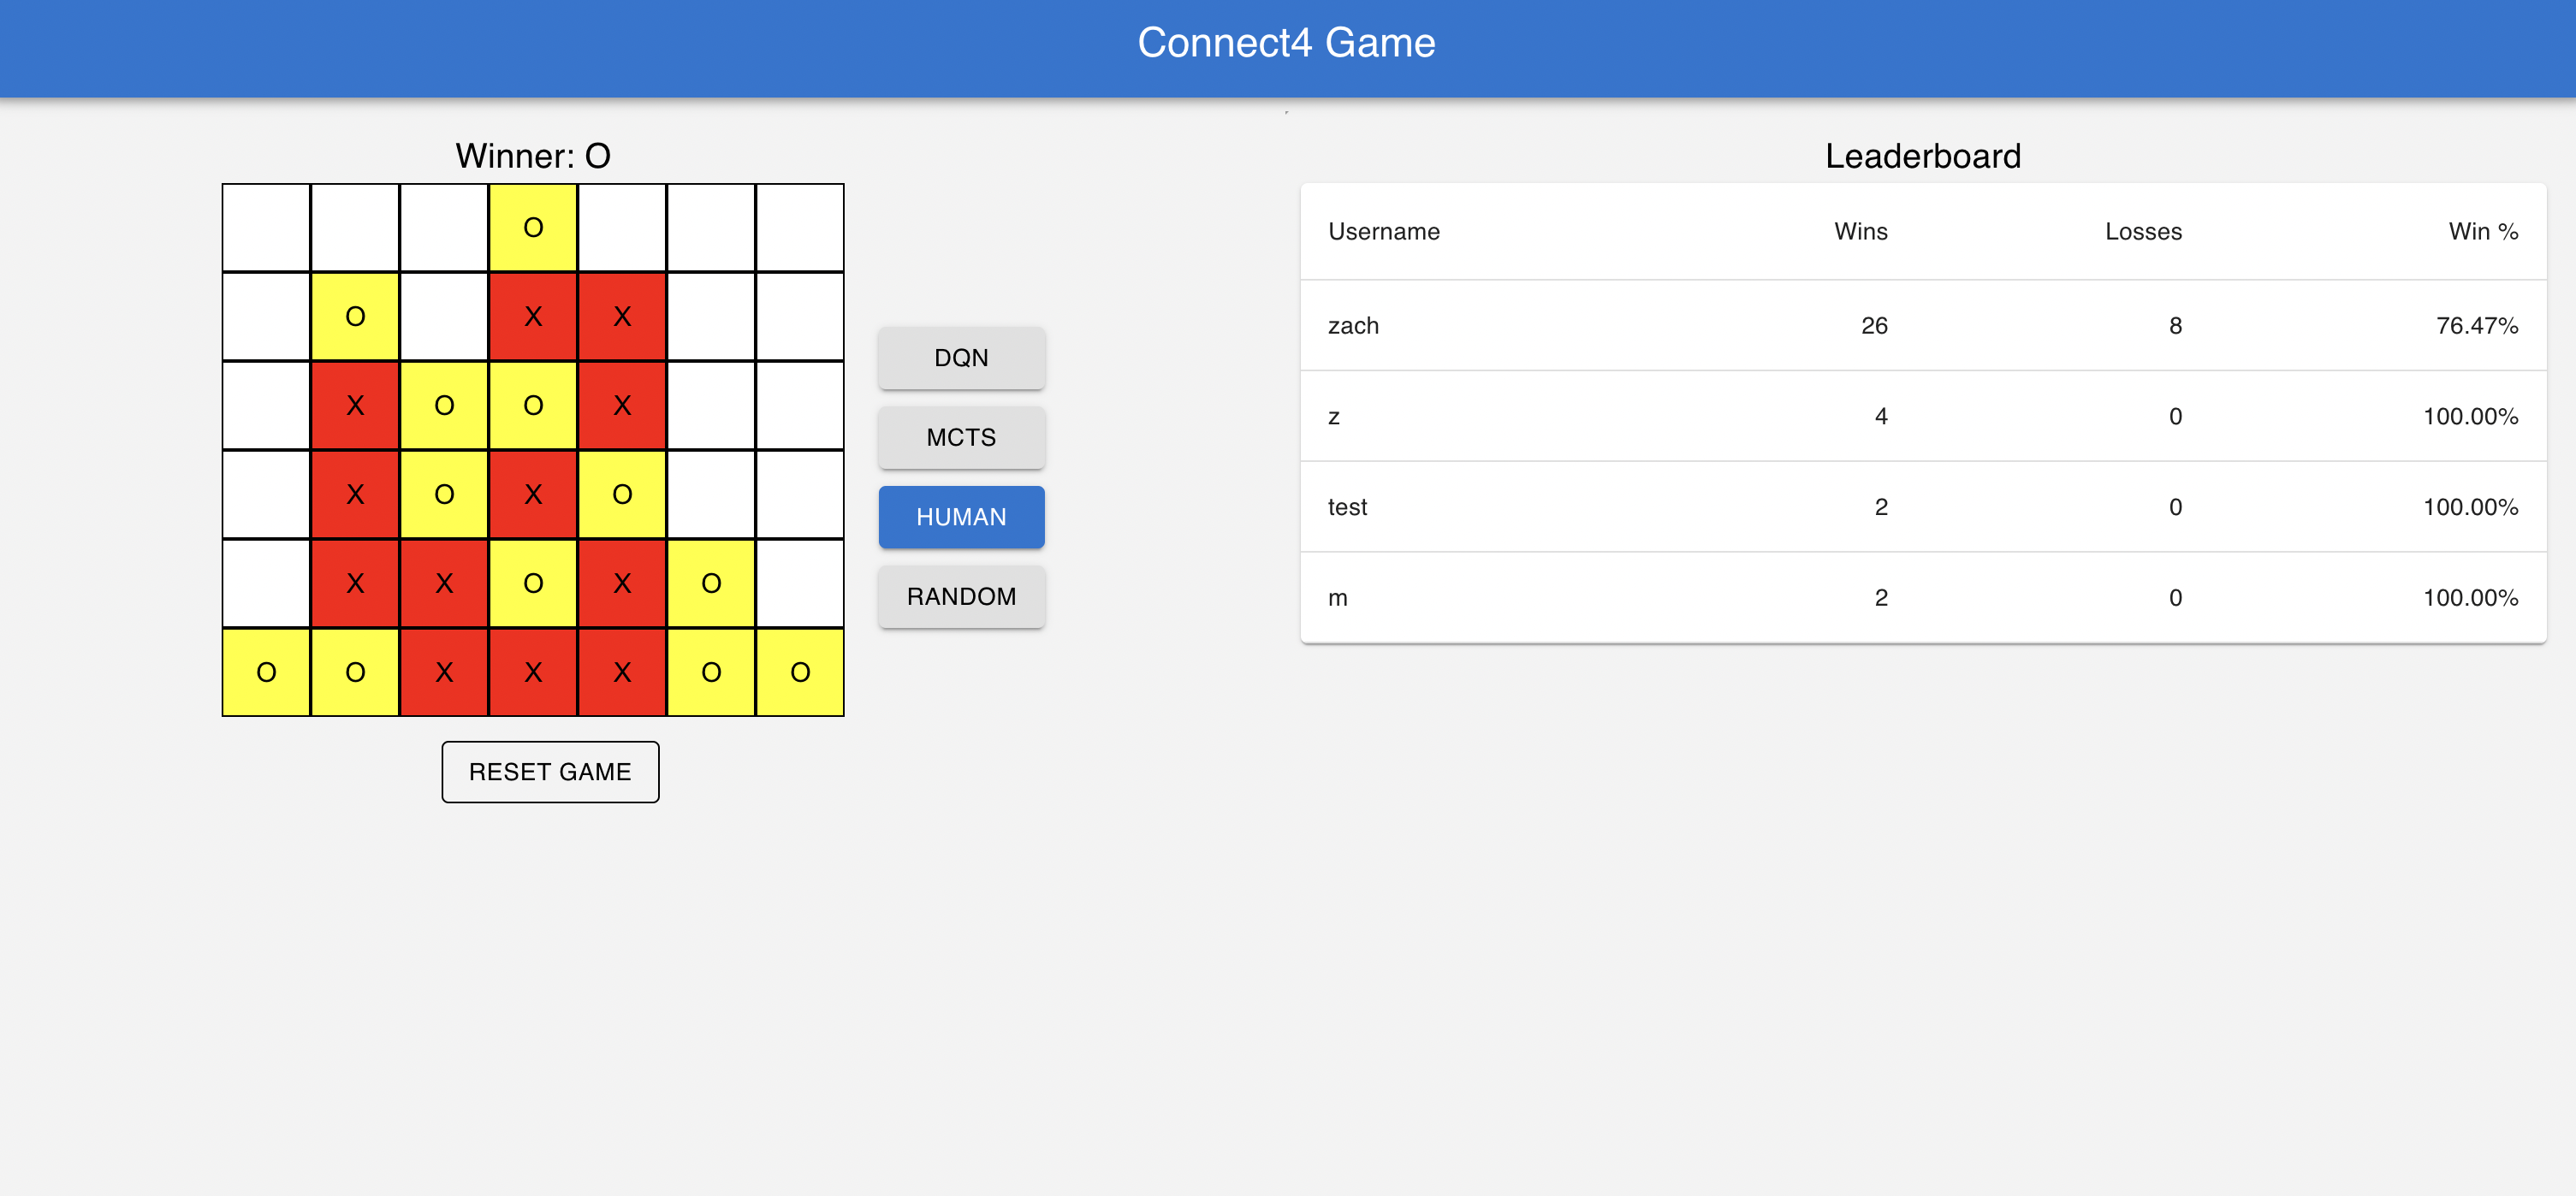 Connect4 Game
Winner: O
O
O X X
X O O X
X O X O
X X O X O
O O X X X O O
RESET GAME
DQN
MCTS
HUMAN
RANDOM
Leaderboard
Username Wins Losses Win %
zach 26 8 76.47%
z 4 0 100.00%
test 2 0 100.00%
m 2 0 100.00%